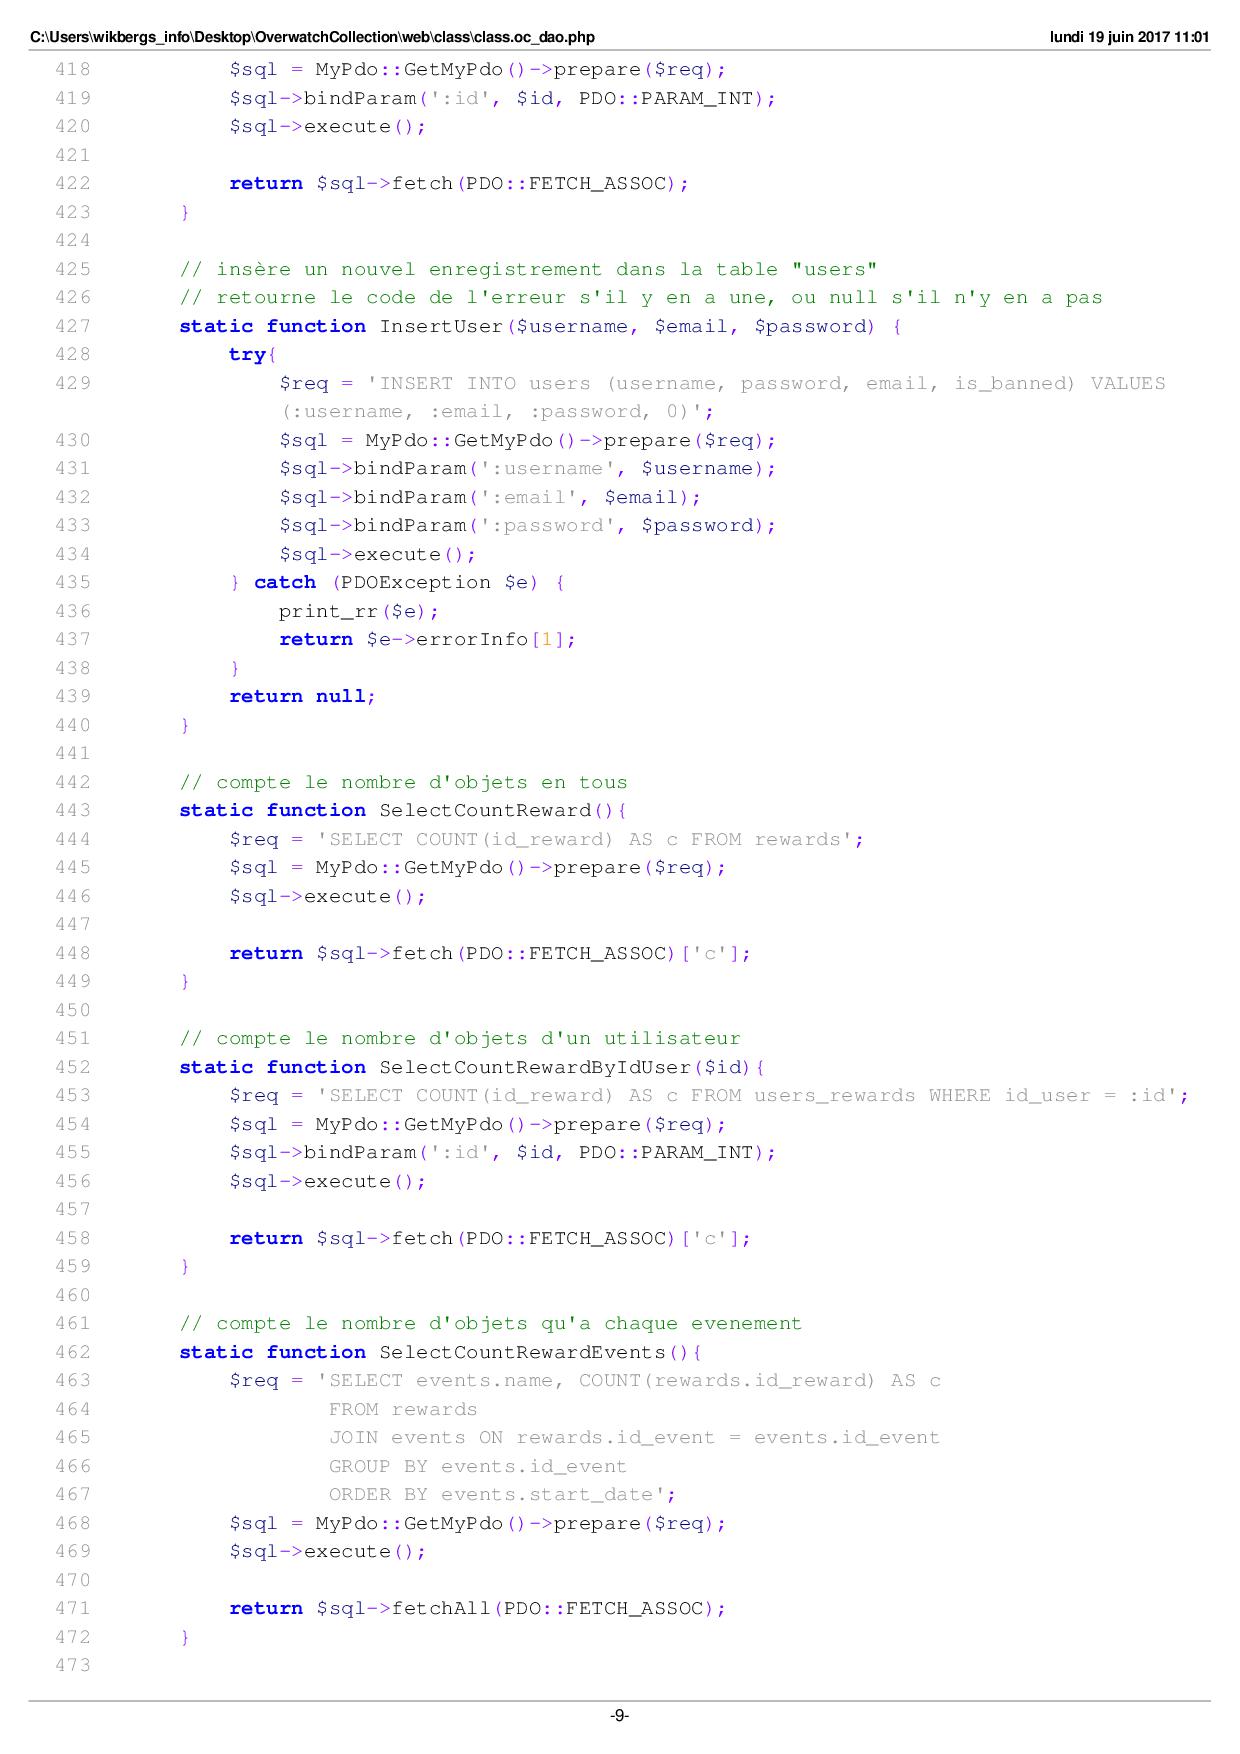 C:\Users\wikbergs_info\Desktop\OverwatchCollection\web\class\class.oc_dao.php lundi 19 juin 2017 11:01
418 $sql = MyPdo::GetMyPdo()->prepare($req);
419 $sql->bindParam(':id', $id, PDO::PARAM_INT);
420 $sql->execute();
421
422 return $sql->fetch(PDO::FETCH_ASSOC);
423 }
424
425 // insère un nouvel enregistrement dans la table "users"
426 // retourne le code de l'erreur s'il y en a une, ou null s'il n'y en a pas
427 static function InsertUser($username, $email, $password) {
428 try{
429 $req = 'INSERT INTO users (username, password, email, is_banned) VALUES
(:username, :email, :password, 0)';
430 $sql = MyPdo::GetMyPdo()->prepare($req);
431 $sql->bindParam(':username', $username);
432 $sql->bindParam(':email', $email);
433 $sql->bindParam(':password', $password);
434 $sql->execute();
435 } catch (PDOException $e) {
436 print_rr($e);
437 return $e->errorInfo[1];
438 }
439 return null;
440 }
441
442 // compte le nombre d'objets en tous
443 static function SelectCountReward(){
444 $req = 'SELECT COUNT(id_reward) AS c FROM rewards';
445 $sql = MyPdo::GetMyPdo()->prepare($req);
446 $sql->execute();
447
448 return $sql->fetch(PDO::FETCH_ASSOC)['c'];
449 }
450
451 // compte le nombre d'objets d'un utilisateur
452 static function SelectCountRewardByIdUser($id){
453 $req = 'SELECT COUNT(id_reward) AS c FROM users_rewards WHERE id_user = :id';
454 $sql = MyPdo::GetMyPdo()->prepare($req);
455 $sql->bindParam(':id', $id, PDO::PARAM_INT);
456 $sql->execute();
457
458 return $sql->fetch(PDO::FETCH_ASSOC)['c'];
459 }
460
461 // compte le nombre d'objets qu'a chaque evenement
462 static function SelectCountRewardEvents(){
463 $req = 'SELECT events.name, COUNT(rewards.id_reward) AS c
464 FROM rewards
465 JOIN events ON rewards.id_event = events.id_event
466 GROUP BY events.id_event
467 ORDER BY events.start_date';
468 $sql = MyPdo::GetMyPdo()->prepare($req);
469 $sql->execute();
470
471 return $sql->fetchAll(PDO::FETCH_ASSOC);
472 }
473
-9-